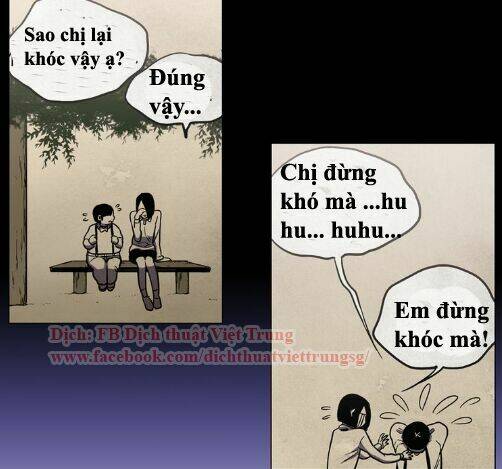 Sao chị lại
khóc vậy ạ?
Đúng
vậy...
Chị đừng
khó mà ...hu
hu... huhu...
Em đừng
khóc mà!
Dịch: FB Dịch thuật Việt Trung
www.facebook.com/dichthuatviettrungsg/